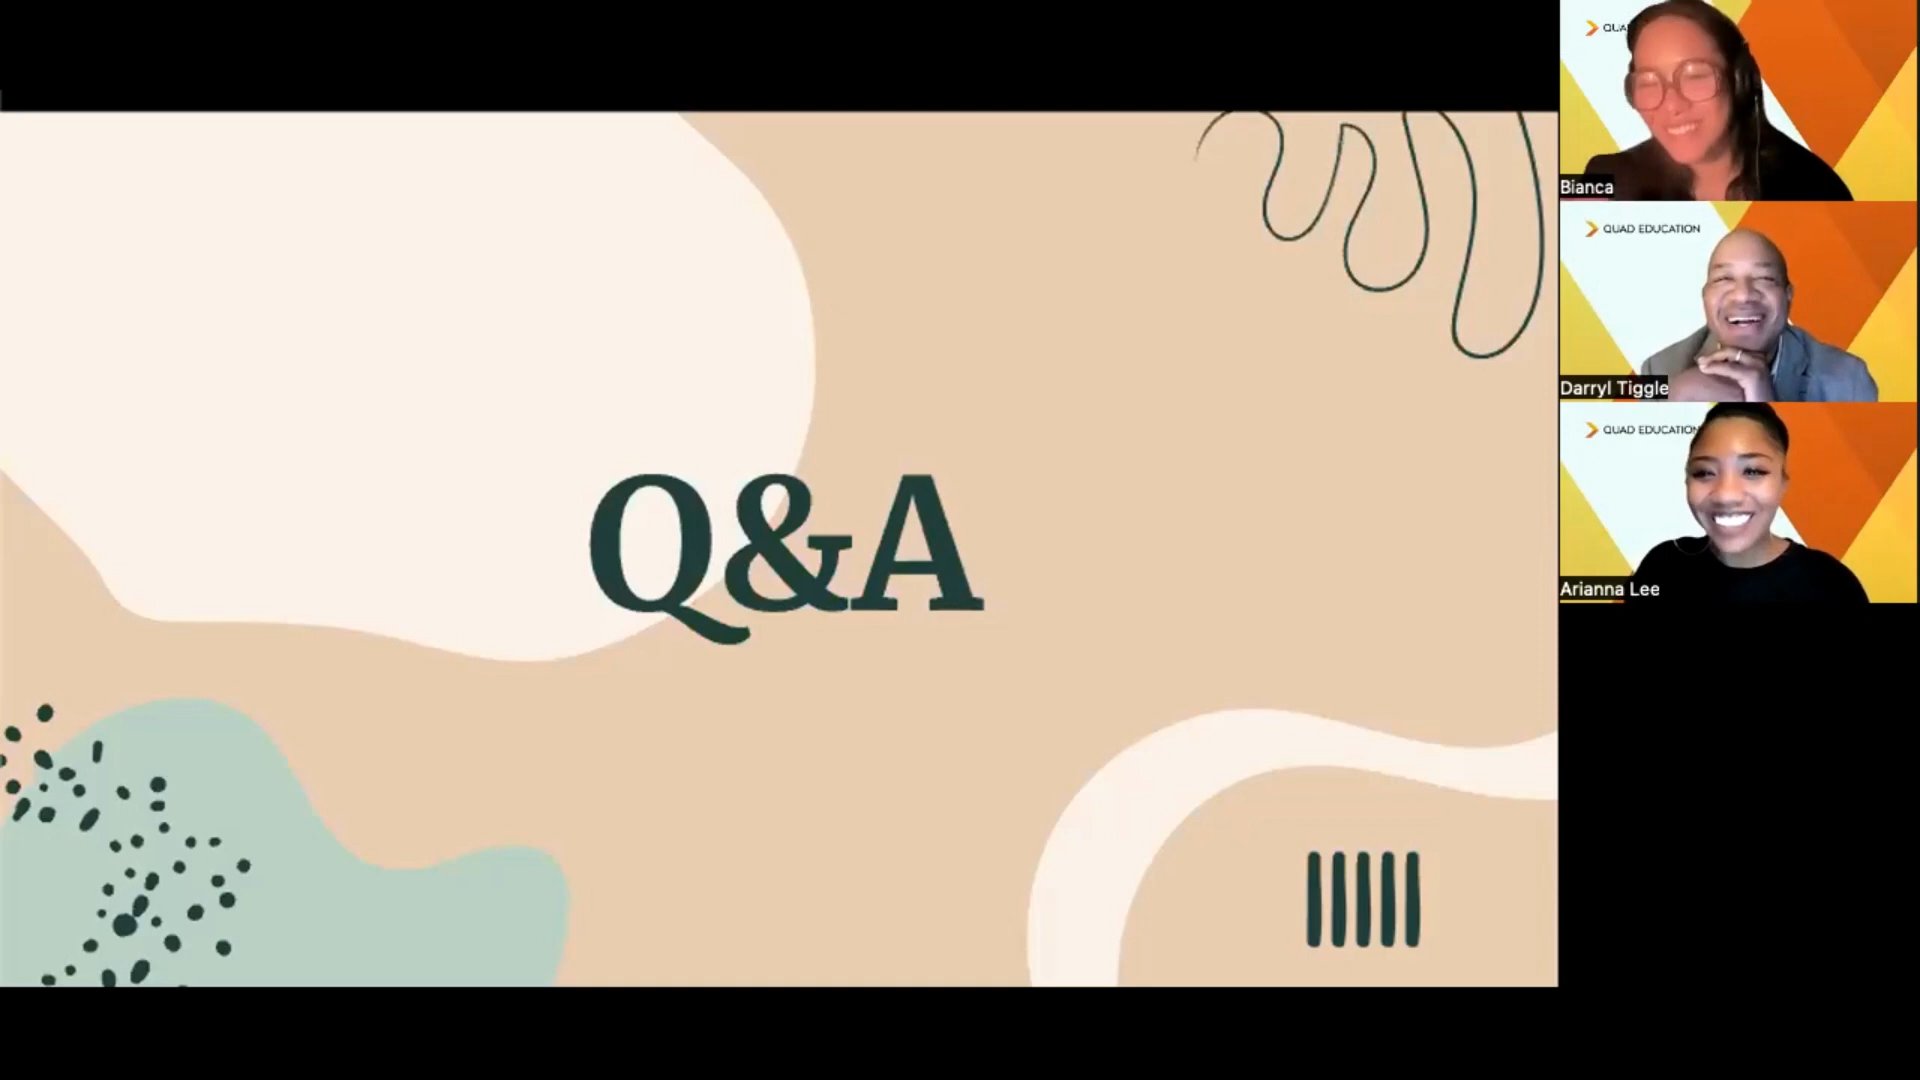 Q&A
QUA
Bianca
QUAD EDUCATION
Darryl Tiggle
QUAD EDUCATION
Arianna Lee